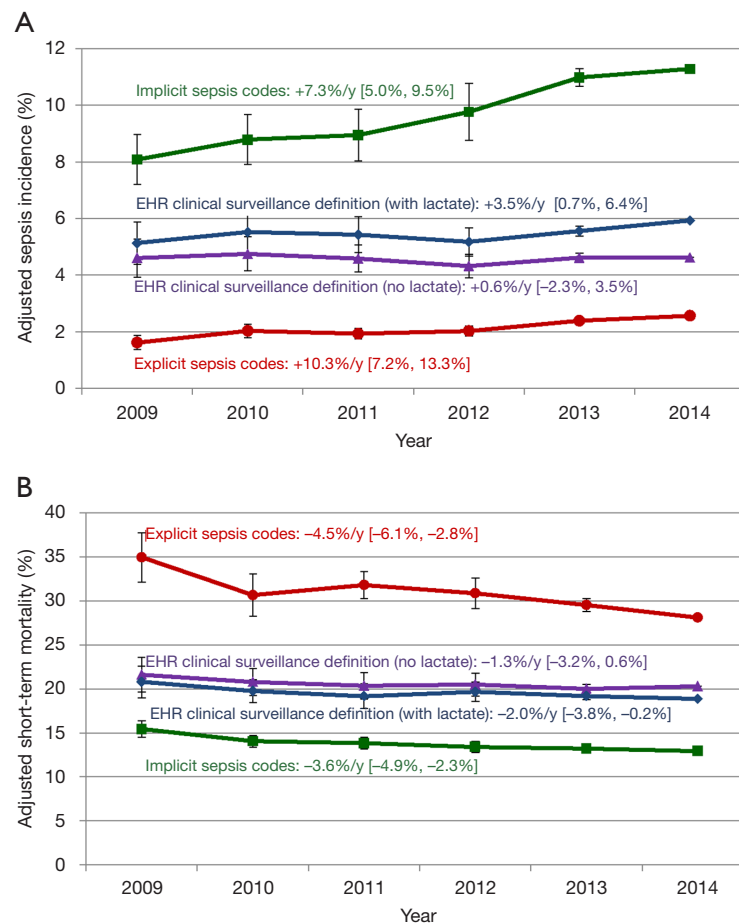 A
Adjusted sepsis incidence (%)
12
10
8
6
4
2
0
Implicit sepsis codes: +7.3%/y [5.0%, 9.5%]
EHR clinical surveillance definition (with lactate): +3.5%/y [0.7%, 6.4%]
EHR clinical surveillance definition (no lactate): +0.6%/y [−2.3%, 3.5%]
Explicit sepsis codes: +10.3%/y [7.2%, 13.3%]
2009 2010 2011 2012 2013 2014
Year
B
Adjusted short-term mortality (%)
40
35
30
25
20
15
10
5
0
Explicit sepsis codes: −4.5%/y [−6.1%, −2.8%]
EHR clinical surveillance definition (no lactate): −1.3%/y [−3.2%, 0.6%]
EHR clinical surveillance definition (with lactate): −2.0%/y [−3.8%, −0.2%]
Implicit sepsis codes: −3.6%/y [−4.9%, −2.3%]
2009 2010 2011 2012 2013 2014
Year